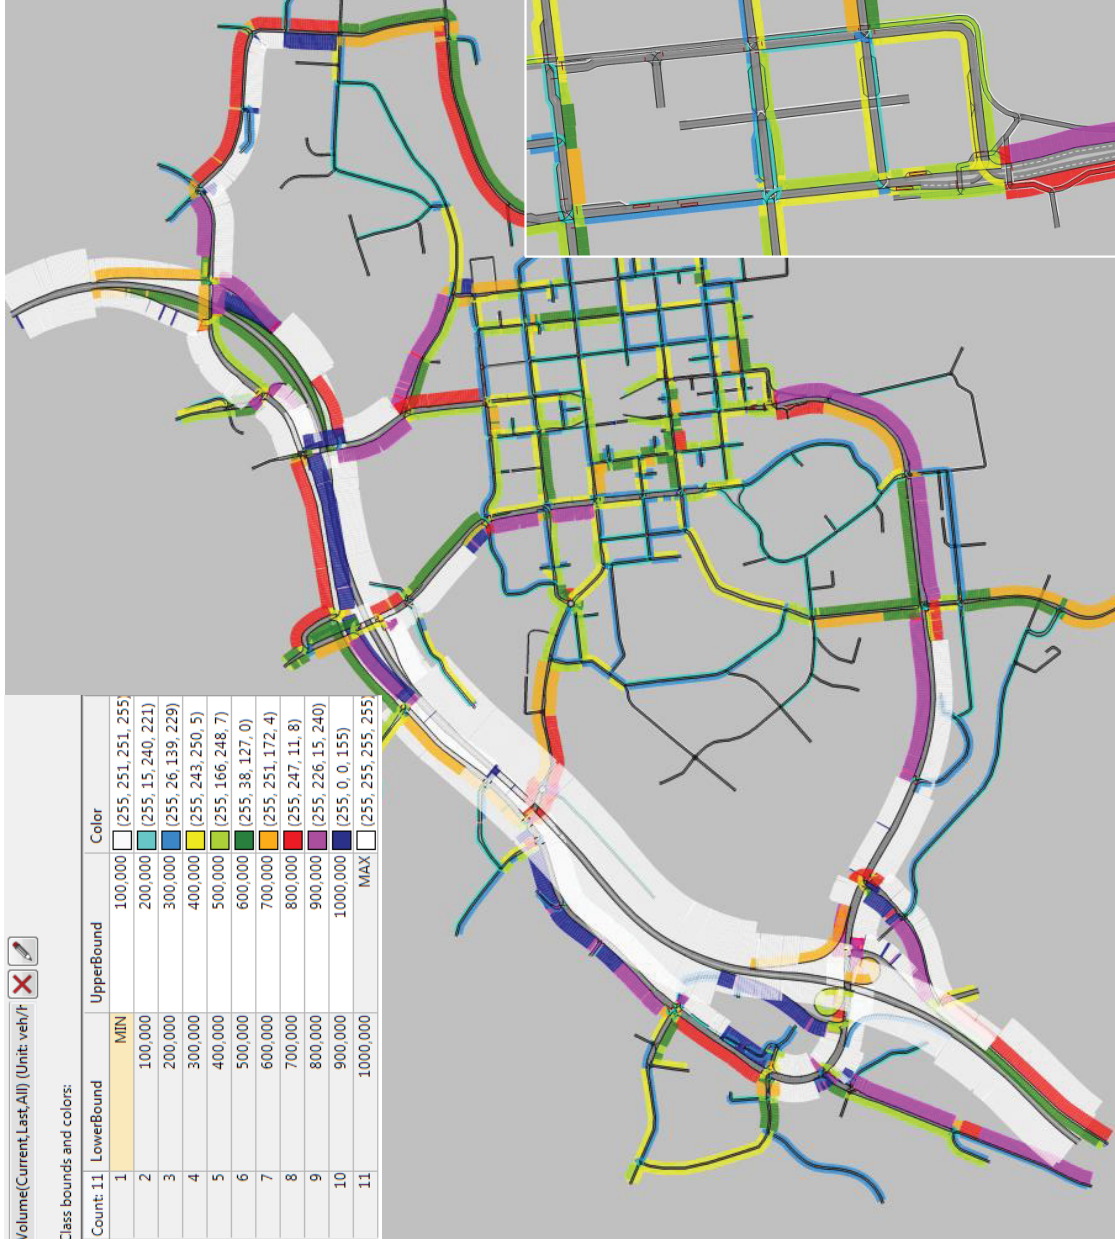 Volume(Current,Last,All) (Unit: veh/h
Class bounds and colors:
Count: 11 LowerBound UpperBound Color
1 MIN 100,000 (255, 251, 251, 255)
2 100,000 200,000 (255, 15, 240, 221)
3 200,000 300,000 (255, 26, 139, 229)
4 300,000 400,000 (255, 243, 250, 5)
5 400,000 500,000 (255, 166, 248, 7)
6 500,000 600,000 (255, 38, 127, 0)
7 600,000 700,000 (255, 251, 172, 4)
8 700,000 800,000 (255, 247, 11, 8)
9 800,000 900,000 (255, 226, 15, 240)
10 900,000 1000,000 (255, 0, 0, 155)
11 1000,000 MAX (255, 255, 255, 255)